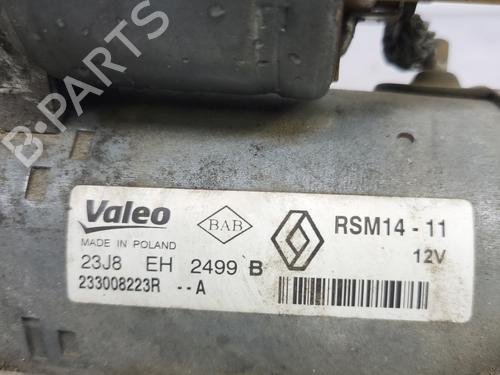 B-PARTS
Valeo
BAB
RSM14 - 11
MADE IN POLAND
12V
23J8 EH 2499 B
233008223R --A